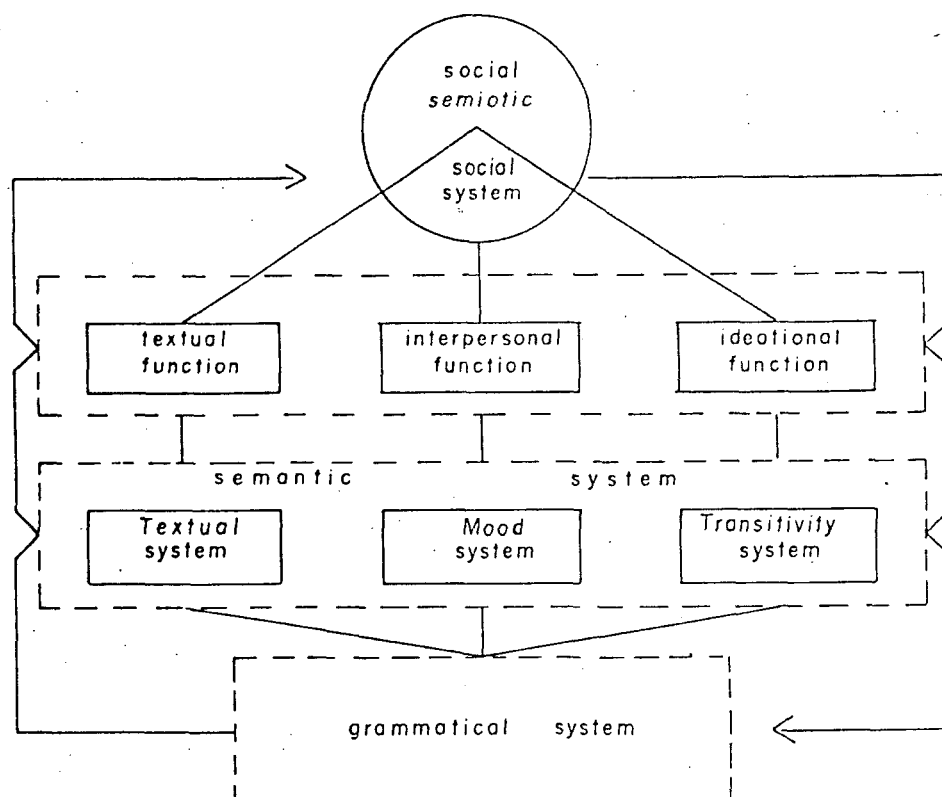 social
semiotic
social
system
textual
function
interpersonal
function
ideational
function
semantic system
Textual
system
Mood
system
Transitivity
system
grammatical system